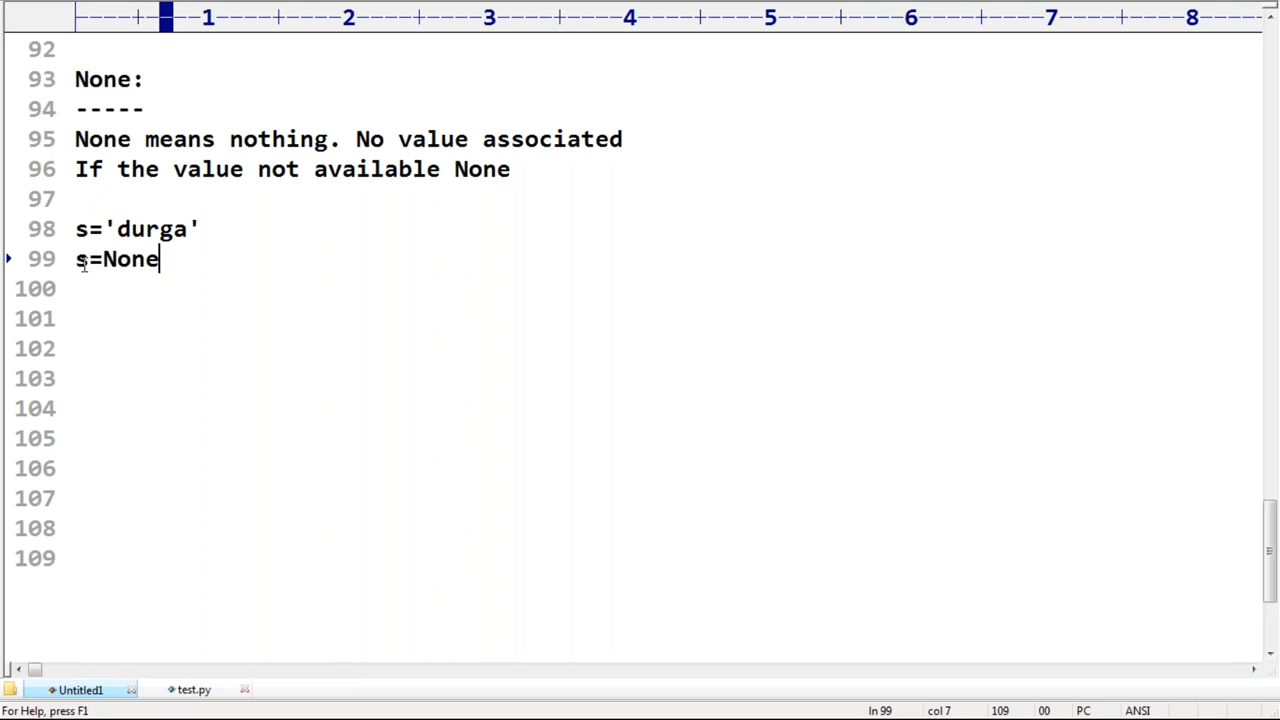 1 2 3 4 5 6 7 8
92
93 None:
94 -----
95 None means nothing. No value associated
96 If the value not available None
97
98 s='durga'
99 s=None
100
101
102
103
104
105
106
107
108
109
Untitled1 test.py
For Help, press F1 ln 99 col 7 109 00 PC ANSI